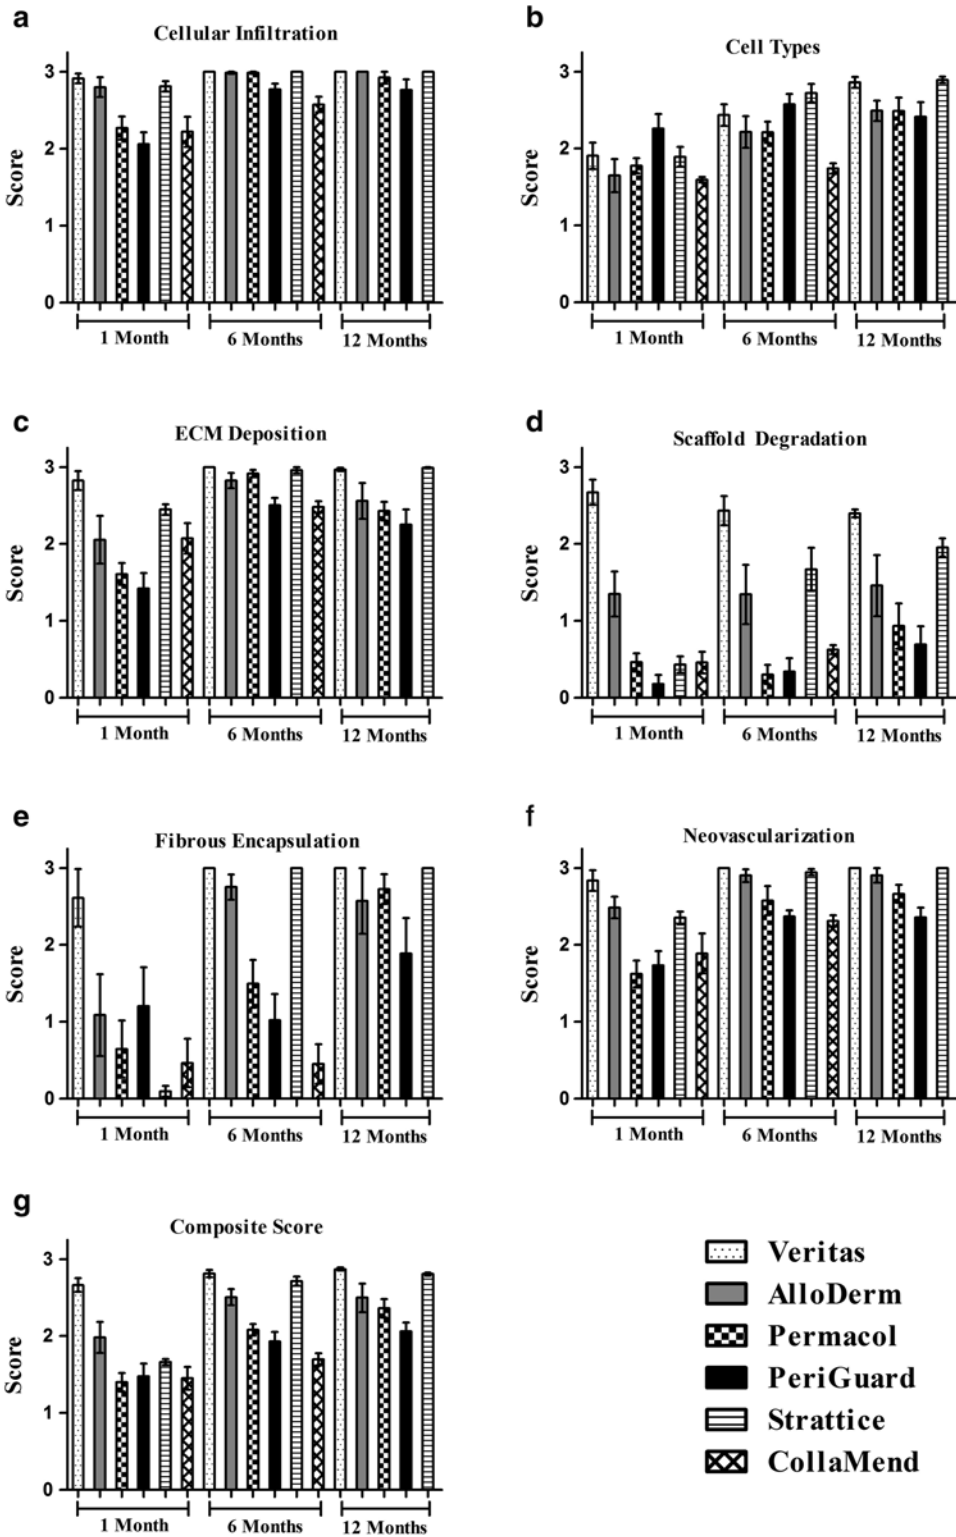 a
Cellular Infiltration
3
2
1
0
Score
1 Month
6 Months
12 Months
b
Cell Types
3
2
1
0
Score
1 Month
6 Months
12 Months
c
ECM Deposition
3
2
1
0
Score
1 Month
6 Months
12 Months
d
Scaffold Degradation
3
2
1
0
Score
1 Month
6 Months
12 Months
e
Fibrous Encapsulation
3
2
1
0
Score
1 Month
6 Months
12 Months
f
Neovascularization
3
2
1
0
Score
1 Month
6 Months
12 Months
g
Composite Score
3
2
1
0
Score
1 Month
6 Months
12 Months
Veritas
AlloDerm
Permacol
PeriGuard
Strattice
CollaMend